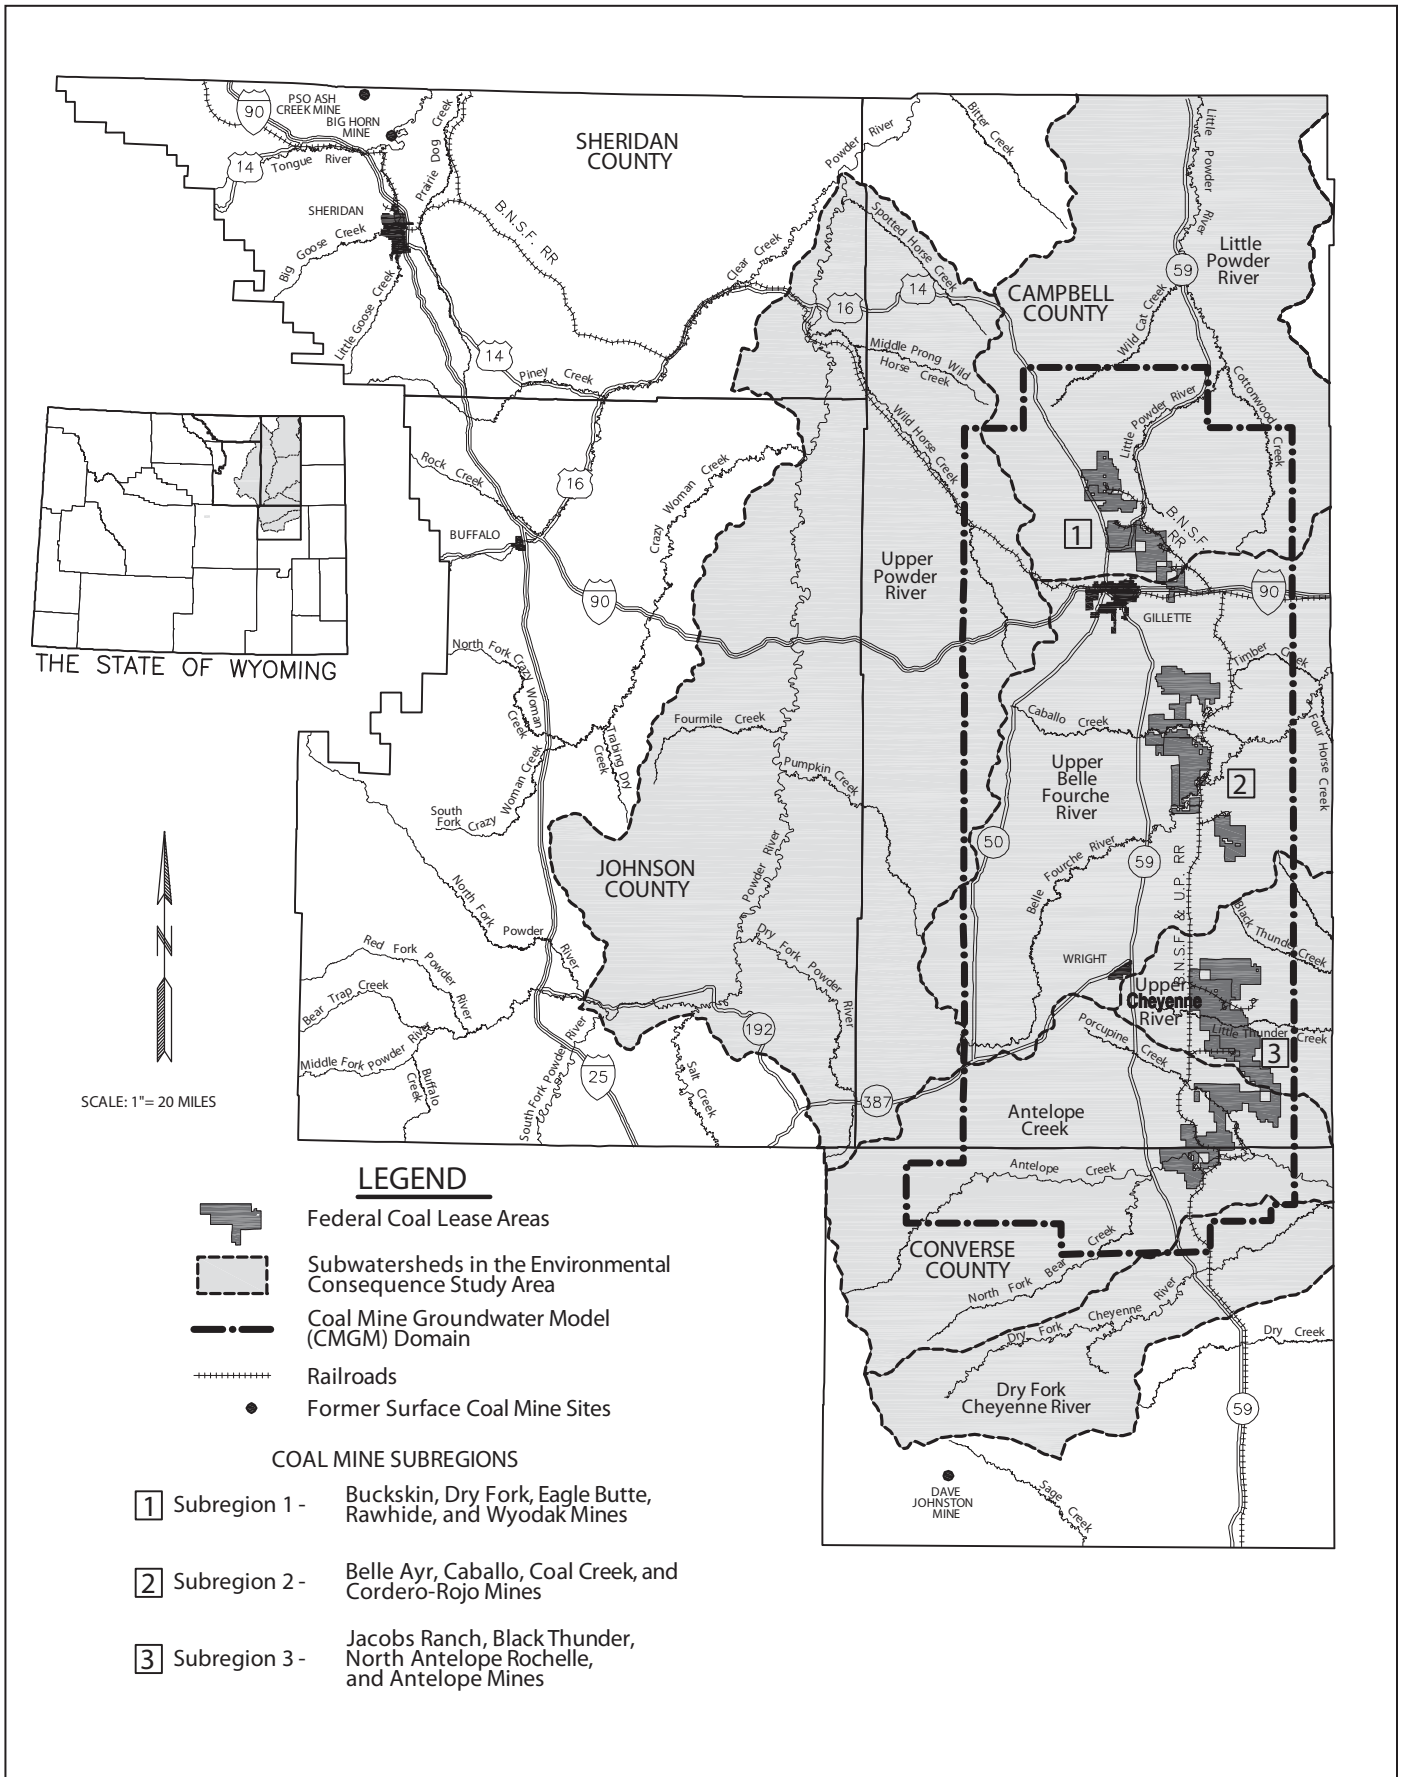 PSO ASH
CREEK MINE
BIG HORN
MINE
90
14
Tongue River
Prairie Dog Creek
SHERIDAN
COUNTY
Powder River
Bitter Creek
Little Powder River
SHERIDAN
Big Goose Creek
Little Goose Creek
B.N.S.F. RR
Clear Creek
Spotted Horse Creek
59
Little
Powder
River
16
14
CAMPBELL
COUNTY
Wild Cat Creek
14
Piney Creek
Middle Prong Wild
Horse Creek
Little Powder River
Cottonwood Creek
Wild Horse Creek
Rock Creek
16
Crazy Woman Creek
BUFFALO
1
B.N.S.F
RR
Upper
Powder
River
90
90
GILLETTE
THE STATE OF WYOMING
North Fork Crazy Woman
Creek
Timber Creek
Fourmile Creek
Caballo Creek
Four Horse Creek
Trabing Dry
Creek
Pumpkin Creek
Upper
Belle
Fourche
River
2
South
Fork Crazy Woman Creek
50
59
Belle Fourche River
B.N.S.F. & U.P. RR
JOHNSON
COUNTY
Powder River
North Fork
Powder
River
Black Thunder Creek
Dry Fork Powder
River
Red Fork Powder River
WRIGHT
Upper
Cheyenne
River
Bear Trap Creek
Middle Fork Powder River
Buffalo
Creek
192
Porcupine Creek
Little Thunder Creek
3
South Fork Powder River
25
Salt Creek
387
SCALE: 1"= 20 MILES
Antelope
Creek
Antelope Creek
LEGEND
Federal Coal Lease Areas
Subwatersheds in the Environmental
Consequence Study Area
Coal Mine Groundwater Model
(CMGM) Domain
Railroads
Former Surface Coal Mine Sites
CONVERSE
COUNTY
North Fork Bear Creek
Dry Fork Cheyenne River
Dry Creek
Dry Fork
Cheyenne River
59
DAVE
JOHNSTON
MINE
Sage Creek
COAL MINE SUBREGIONS
1 Subregion 1 - Buckskin, Dry Fork, Eagle Butte,
Rawhide, and Wyodak Mines
2 Subregion 2 - Belle Ayr, Caballo, Coal Creek, and
Cordero-Rojo Mines
3 Subregion 3 - Jacobs Ranch, Black Thunder,
North Antelope Rochelle,
and Antelope Mines